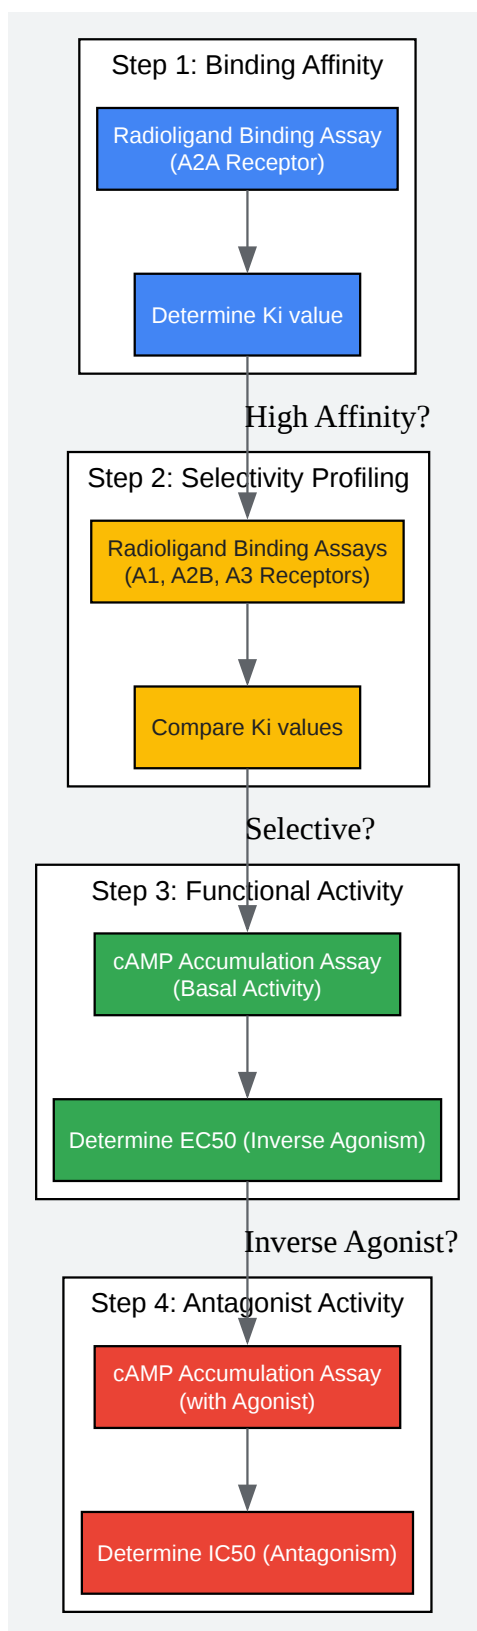 Step 1: Binding Affinity
Radioligand Binding Assay
(A2A Receptor)
Determine Ki value
High Affinity?
Step 2: Selectivity Profiling
Radioligand Binding Assays
(A1, A2B, A3 Receptors)
Compare Ki values
Selective?
Step 3: Functional Activity
cAMP Accumulation Assay
(Basal Activity)
Determine EC50 (Inverse Agonism)
Inverse Agonist?
Step 4: Antagonist Activity
cAMP Accumulation Assay
(with Agonist)
Determine IC50 (Antagonism)